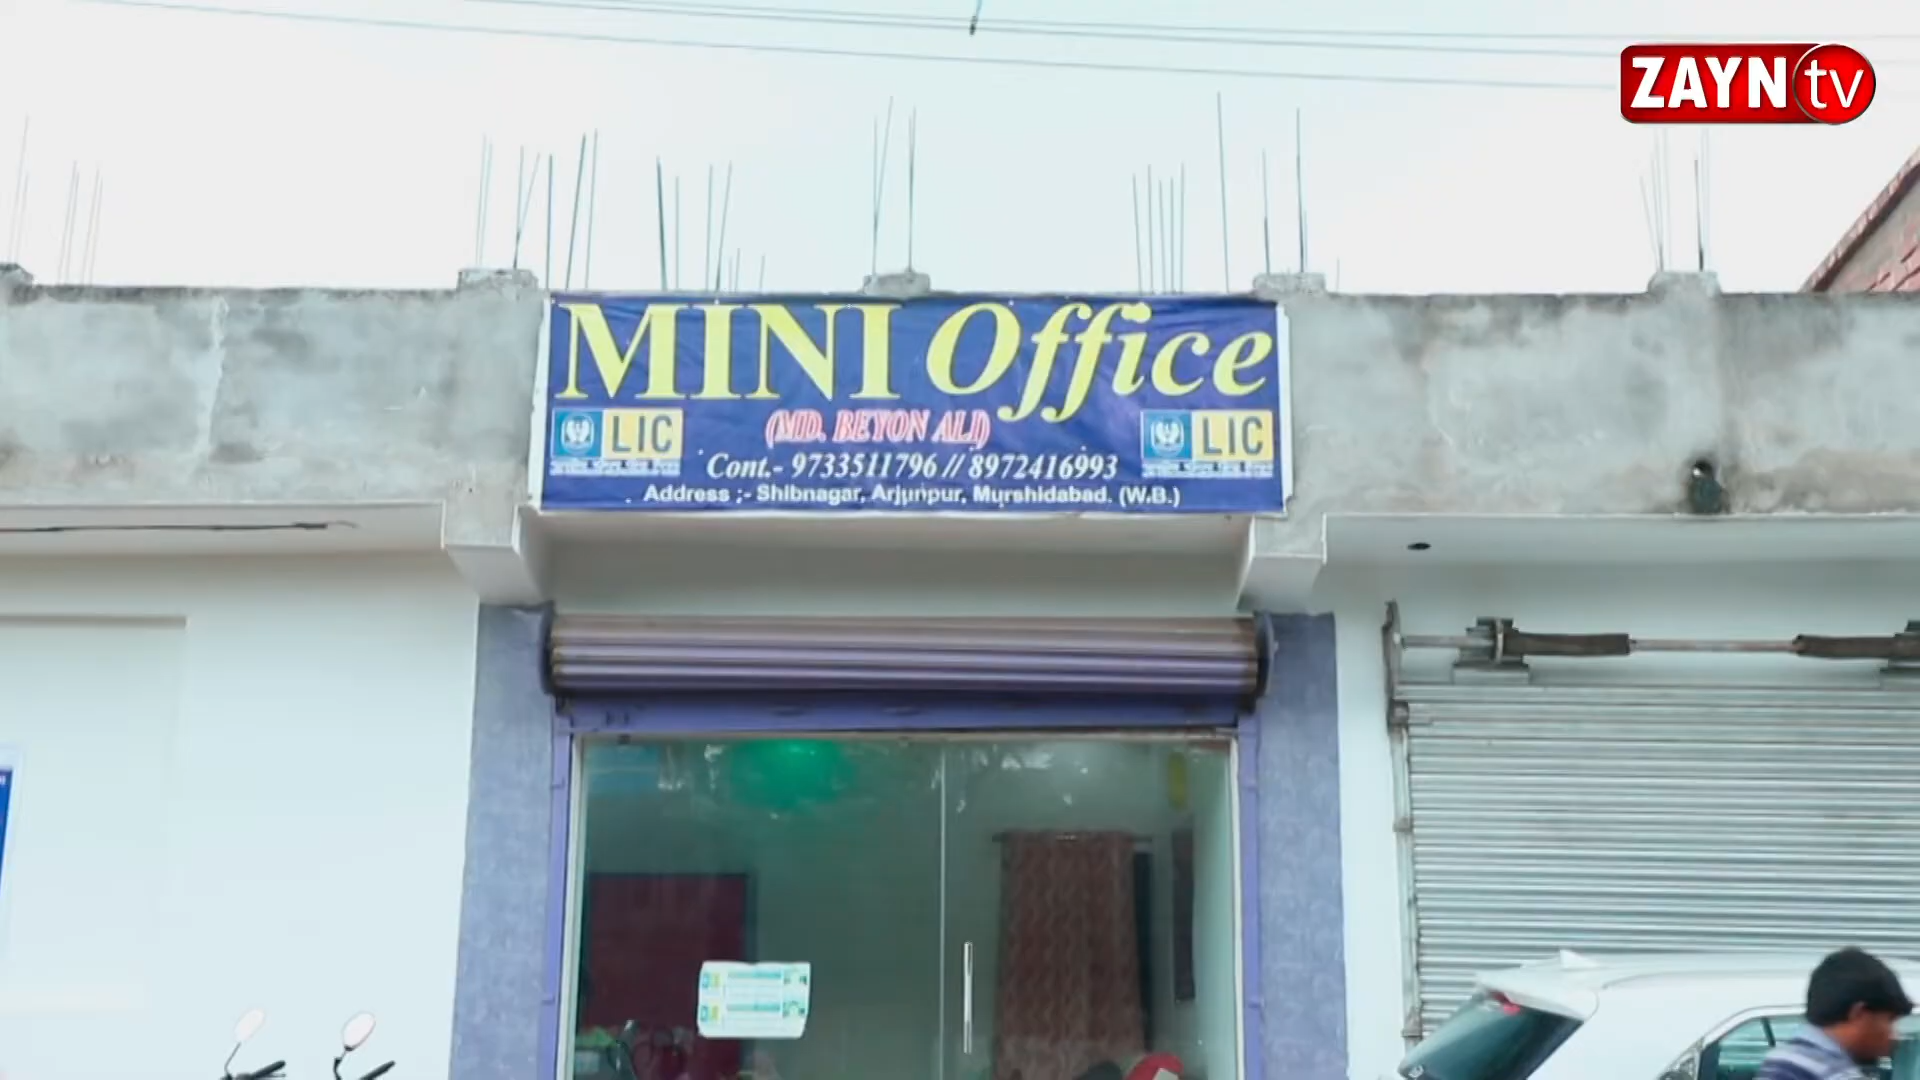 ZAYN tv
MINI Office
LIC
(MD. BEYON ALI)
LIC
Cont.- 9733511796 // 8972416993
Address ;- Shibnagar, Arjunpur, Murshidabad. (W.B.)